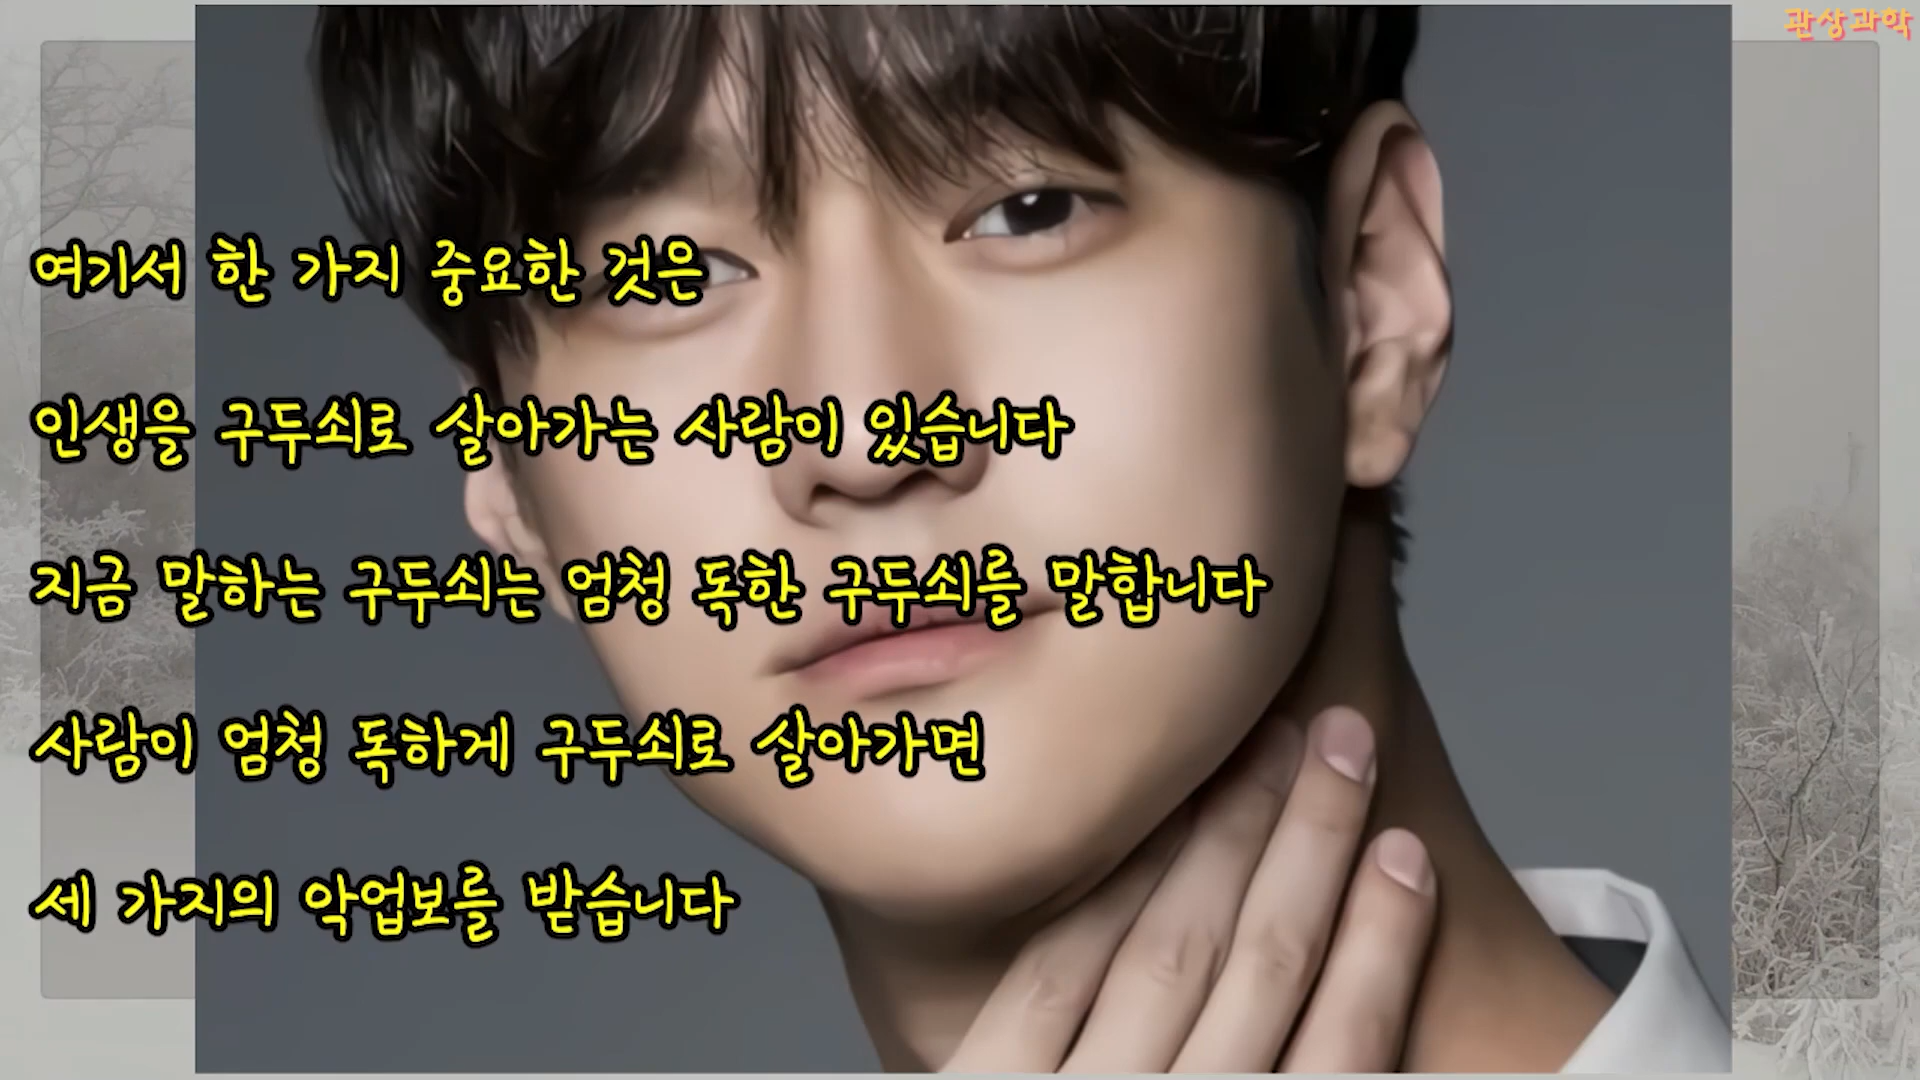 관상과학
여기서 한 가지 중요한 것은
인생을 구두쇠로 살아가는 사람이 있습니다
지금 말하는 구두쇠는 엄청 독한 구두쇠를 말합니다
사람이 엄청 독하게 구두쇠로 살아가면
세 가지의 악업보를 받습니다